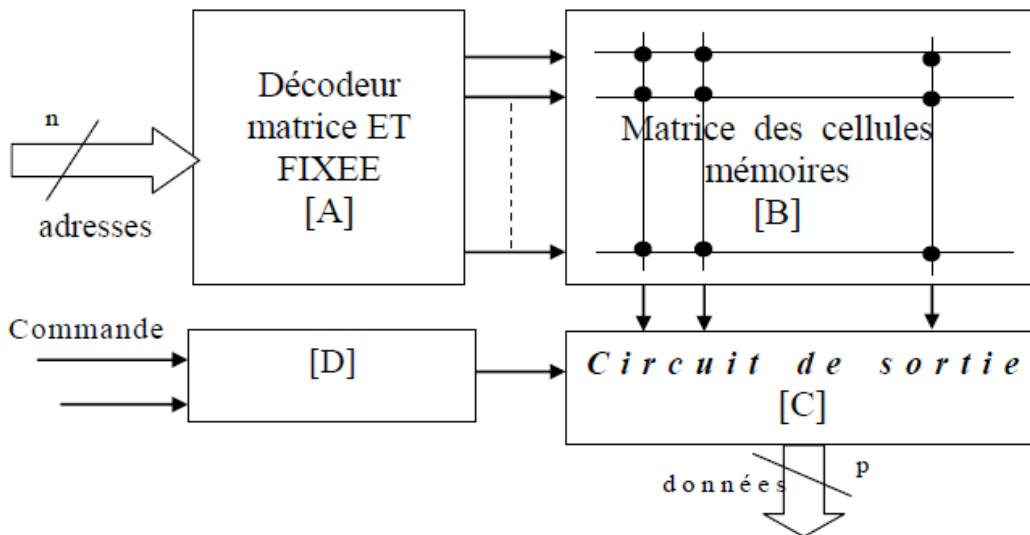 Décodeur
matrice ET
FIXEE
[A]
n
adresses
Matrice des cellules
mémoires
[B]
Commande
[D]
Circuit de sortie
[C]
données
p